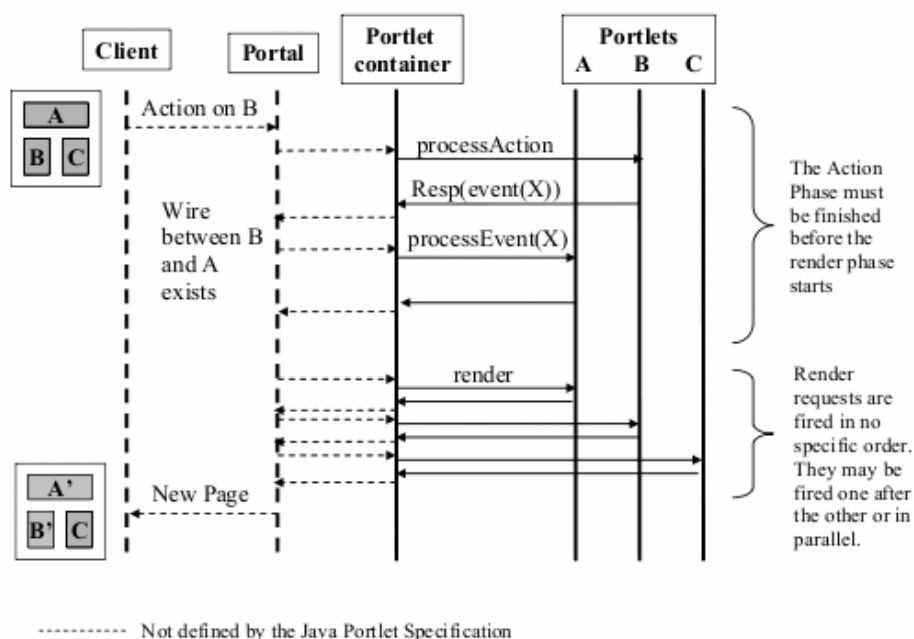 Client
Portal
Portlet
container
Portlets
A B C
A
B C
Action on B
processAction
Resp(event(X))
Wire
between B
and A
exists
processEvent(X)
The Action
Phase must
be finished
before the
render phase
starts
render
Render
requests are
fired in no
specific order.
They may be
fired one after
the other or in
parallel.
A'
B' C
New Page
Not defined by the Java Portlet Specification